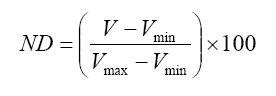 ND = ( (V − V_min) / (V_max − V_min) ) × 100